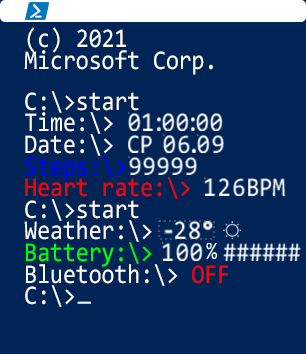 (c) 2021
Microsoft Corp.
C:\>start
Time:\> 01:00:00
Date:\> CP 06.09
Steps:\>99999
Heart rate:\> 126BPM
C:\>start
Weather:\> -28°
Battery:\> 100% ######
Bluetooth:\> OFF
C:\>_